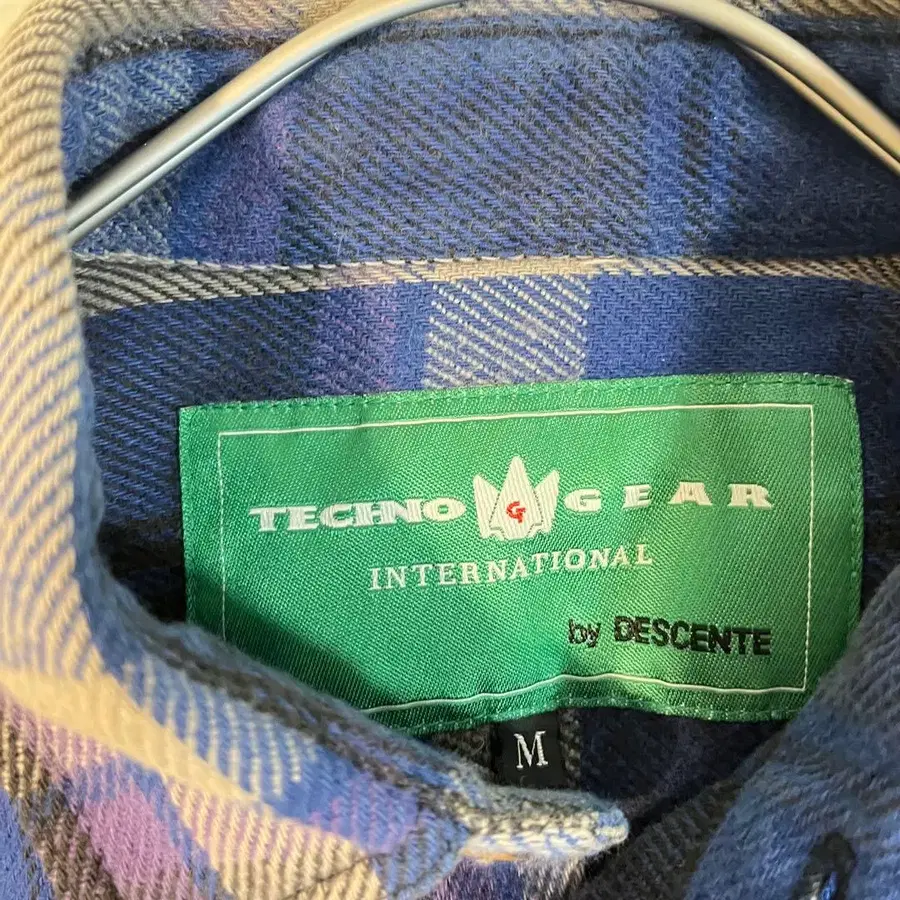 TECHNO G GEAR
INTERNATIONAL
by DESCENTE
M